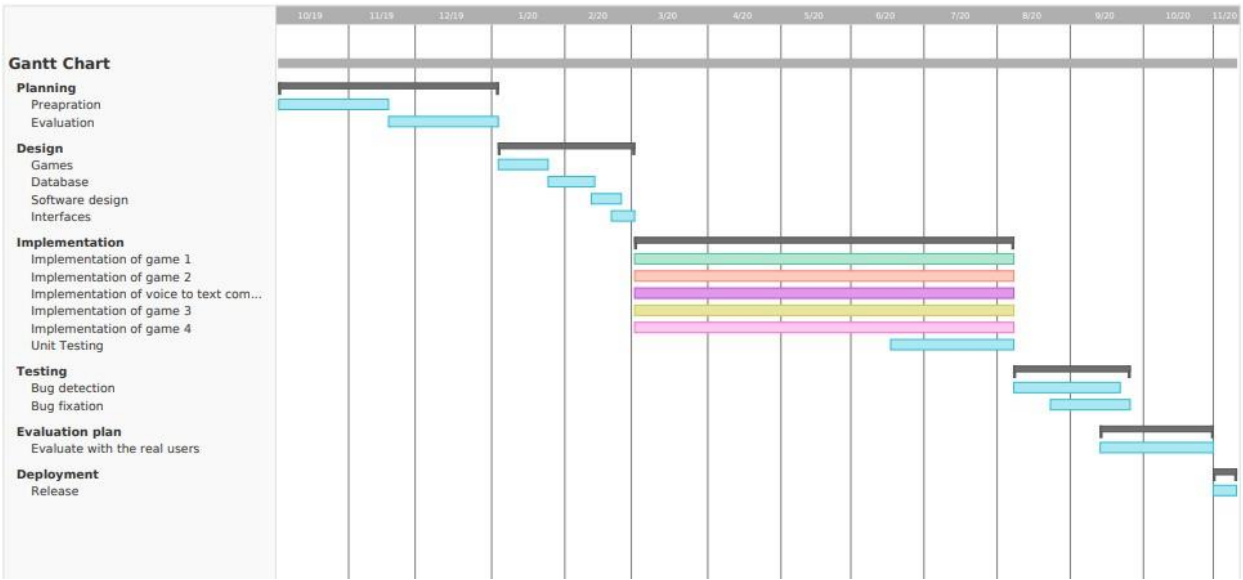 10/19 11/19 12/19 1/20 2/20 3/20 4/20 5/20 6/20 7/20 8/20 9/20 10/20 11/20
Gantt Chart
Planning
Preapration
Evaluation
Design
Games
Database
Software design
Interfaces
Implementation
Implementation of game 1
Implementation of game 2
Implementation of voice to text com...
Implementation of game 3
Implementation of game 4
Unit Testing
Testing
Bug detection
Bug fixation
Evaluation plan
Evaluate with the real users
Deployment
Release